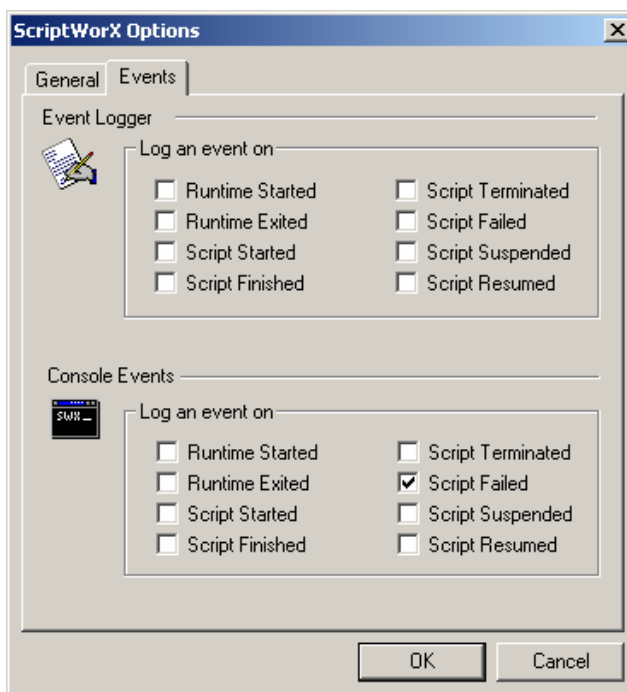 ScriptWorX Options
General Events
Event Logger
Log an event on
Runtime Started Script Terminated
Runtime Exited Script Failed
Script Started Script Suspended
Script Finished Script Resumed
Console Events
SWX_
Log an event on
Runtime Started Script Terminated
Runtime Exited Script Failed
Script Started Script Suspended
Script Finished Script Resumed
OK Cancel